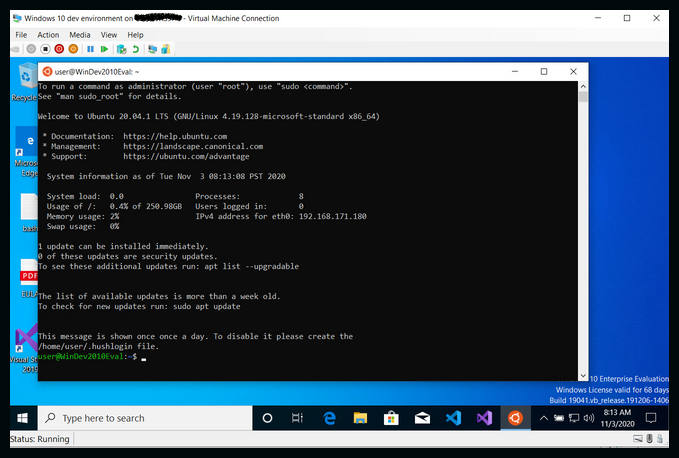 Windows 10 dev environment on - Virtual Machine Connection
File Action Media View Help
user@WinDev2010Eval: ~
To run a command as administrator (user "root"), use "sudo <command>".
See "man sudo_root" for details.
Welcome to Ubuntu 20.04.1 LTS (GNU/Linux 4.19.128-microsoft-standard x86_64)
* Documentation: https://help.ubuntu.com
* Management: https://landscape.canonical.com
* Support: https://ubuntu.com/advantage
System information as of Tue Nov 3 08:13:08 PST 2020
System load: 0.0 Processes: 8
Usage of /: 0.4% of 250.98GB Users logged in: 0
Memory usage: 2% IPv4 address for eth0: 192.168.171.180
Swap usage: 0%
1 update can be installed immediately.
0 of these updates are security updates.
To see these additional updates run: apt list --upgradable
The list of available updates is more than a week old.
To check for new updates run: sudo apt update
This message is shown once once a day. To disable it please create the
/home/user/.hushlogin file.
user@WinDev2010Eval:~$
Recycle
Micros
Edge
bash
PDF
EULA
Visual S
2019
10 Enterprise Evaluation
Windows License valid for 68 days
Build 19041.vb_release.191206-1406
Type here to search
8:13 AM
11/3/2020
Status: Running